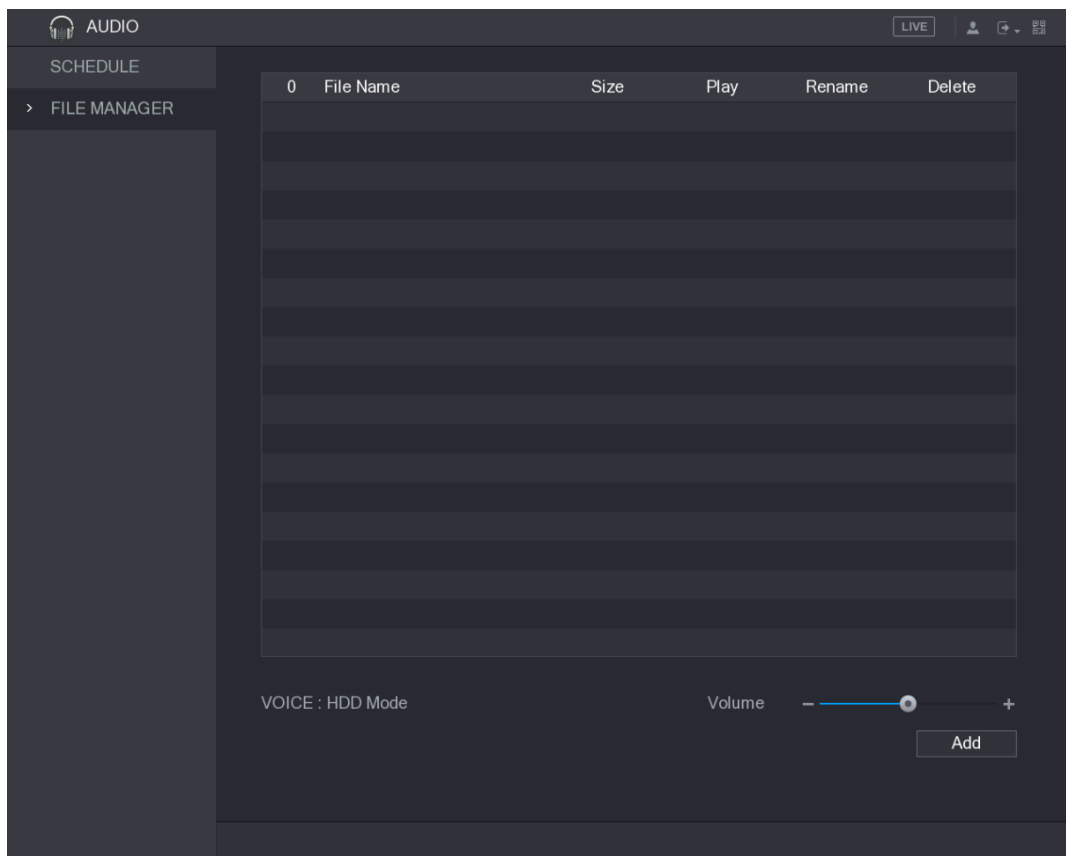 AUDIO LIVE
SCHEDULE
FILE MANAGER
0 File Name Size Play Rename Delete
VOICE : HDD Mode Volume
Add